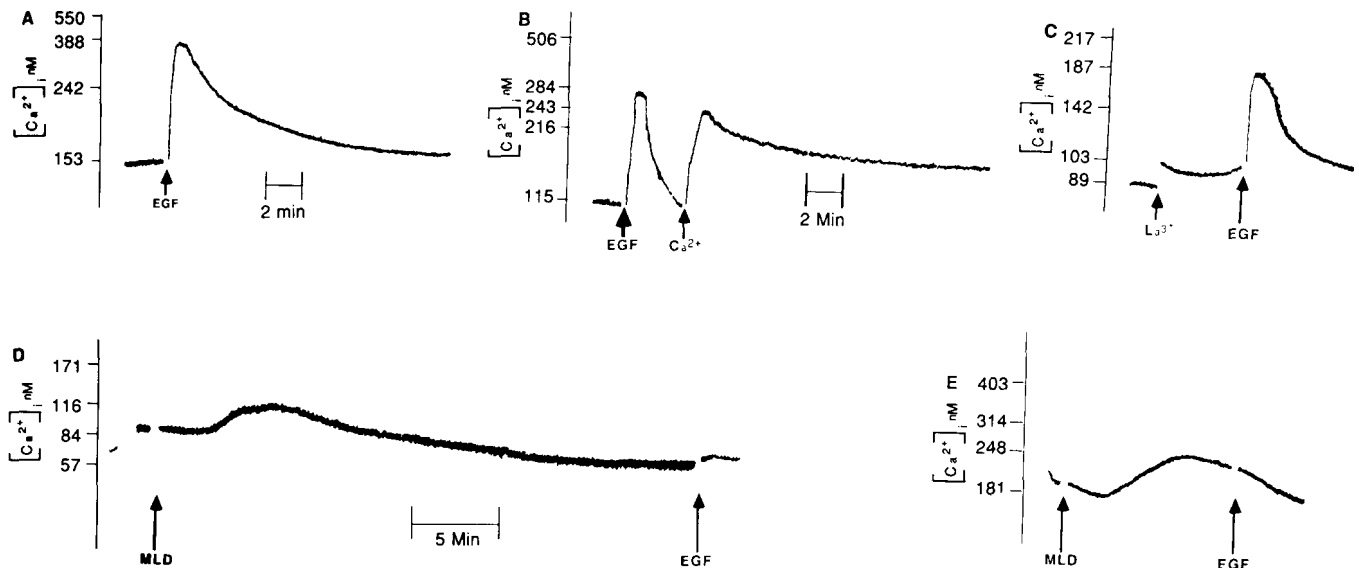 A
550
388
242
153
[Ca2+]i nM
EGF
2 min
B
506
284
243
216
115
[Ca2+]i nM
EGF
Ca2+
2 Min
C
217
187
142
103
89
[Ca2+]i nM
La3+
EGF
D
171
116
84
57
[Ca2+]i nM
MLD
5 Min
EGF
E
403
314
248
181
[Ca2+]i nM
MLD
EGF